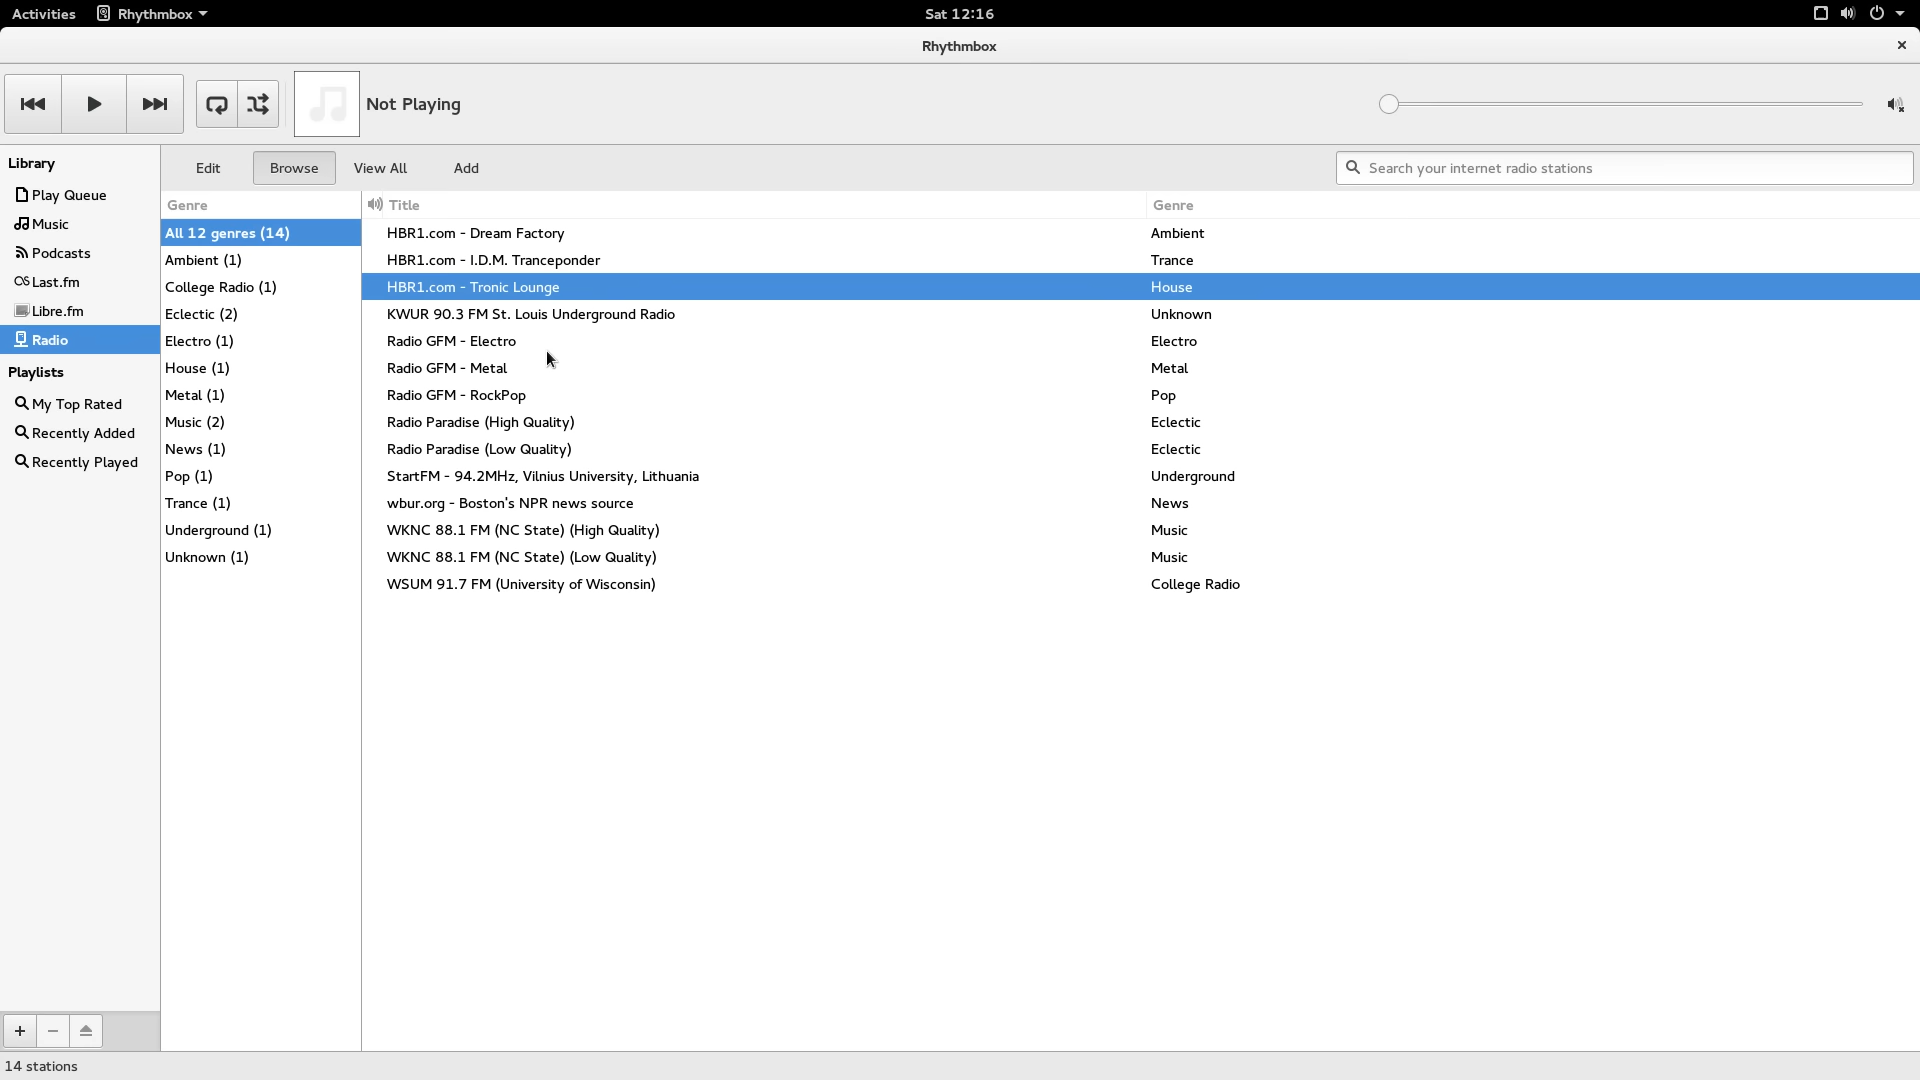 Activities Rhythmbox Sat 12:16
Rhythmbox
Not Playing
Library
Play Queue
Music
Podcasts
Last.fm
Libre.fm
Radio
Playlists
My Top Rated
Recently Added
Recently Played
Edit Browse View All Add Search your internet radio stations
Genre
All 12 genres (14)
Ambient (1)
College Radio (1)
Eclectic (2)
Electro (1)
House (1)
Metal (1)
Music (2)
News (1)
Pop (1)
Trance (1)
Underground (1)
Unknown (1)
Title Genre
HBR1.com - Dream Factory Ambient
HBR1.com - I.D.M. Tranceponder Trance
HBR1.com - Tronic Lounge House
KWUR 90.3 FM St. Louis Underground Radio Unknown
Radio GFM - Electro Electro
Radio GFM - Metal Metal
Radio GFM - RockPop Pop
Radio Paradise (High Quality) Eclectic
Radio Paradise (Low Quality) Eclectic
StartFM - 94.2MHz, Vilnius University, Lithuania Underground
wbur.org - Boston's NPR news source News
WKNC 88.1 FM (NC State) (High Quality) Music
WKNC 88.1 FM (NC State) (Low Quality) Music
WSUM 91.7 FM (University of Wisconsin) College Radio
14 stations